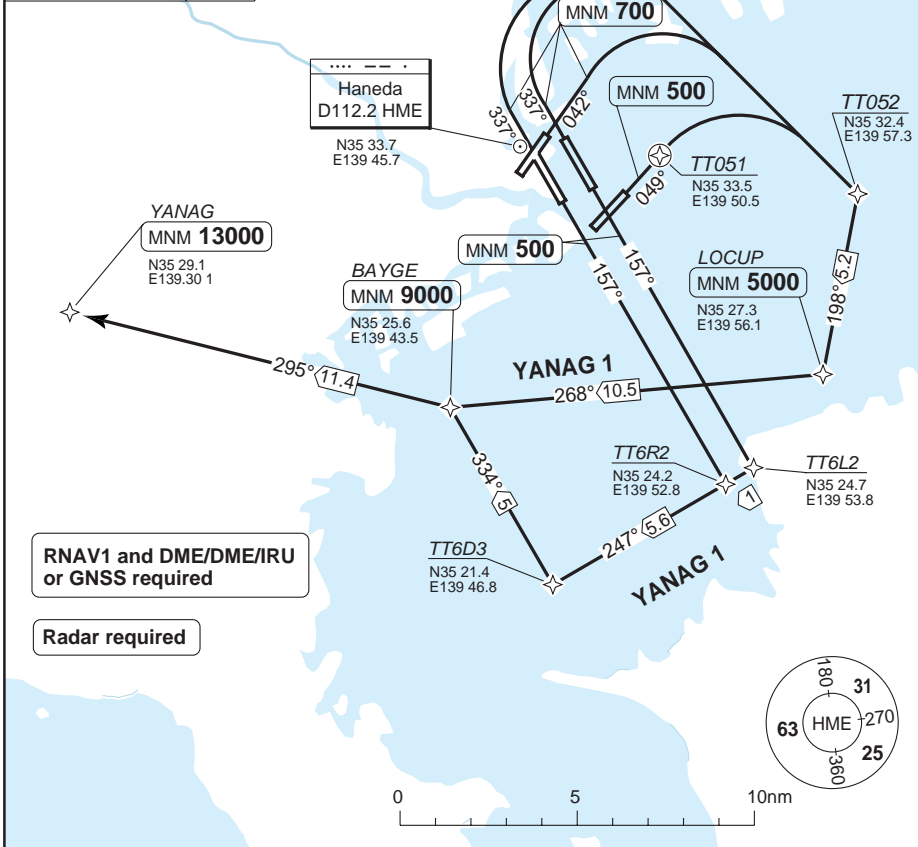 MNM 700
Haneda
D112.2 HME
N35 33.7
E139 45.7
337°
337°
042°
MNM 500
TT052
N35 32.4
E139 57.3
TT051
N35 33.5
E139 50.5
049°
YANAG
MNM 13000
N35 29.1
E139.30 1
MNM 500
157°
157°
BAYGE
MNM 9000
N35 25.6
E139 43.5
LOCUP
MNM 5000
N35 27.3
E139 56.1
198° 5.2
295° 11.4
YANAG 1
268° 10.5
334° 5
TT6R2
N35 24.2
E139 52.8
TT6L2
N35 24.7
E139 53.8
1
247° 5.6
TT6D3
N35 21.4
E139 46.8
YANAG 1
RNAV1 and DME/DME/IRU
or GNSS required
Radar required
180
31
63
HME
270
25
360
0 5 10nm